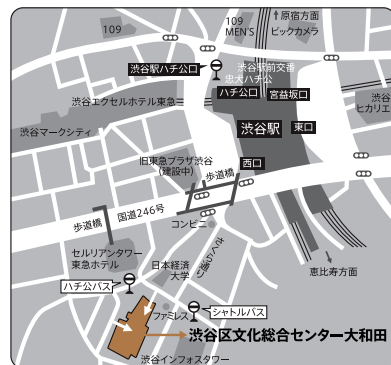 ↑原宿方面
109
109
MEN'S
ビックカメラ
渋谷駅ハチ公口
渋谷駅前交番
忠犬ハチ公
ハチ公口
宮益坂口
渋谷エクセルホテル東急
渋谷
ヒカリエ
渋谷マークシティ
渋谷駅
東口
旧東急プラザ渋谷
(建設中)
西口
歩道橋
国道246号
歩道橋
コンビニ
さくら通り
セルリアンタワー
東急ホテル
日本経済
大学
恵比寿方面
ハチ公バス
シャトルバス
ファミレス
渋谷区文化総合センター大和田
渋谷インフォスタワー